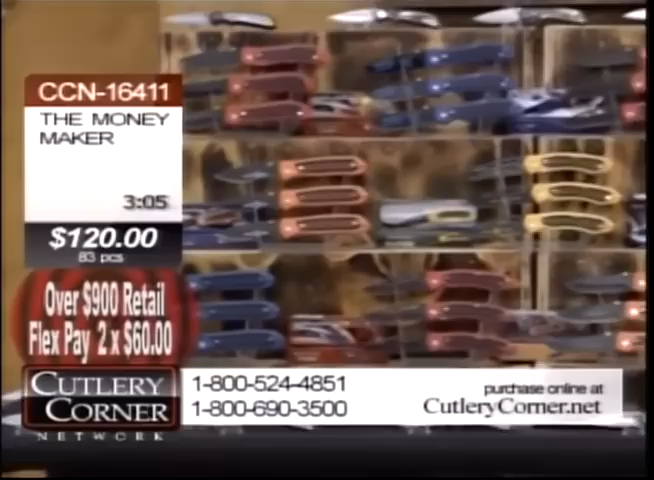 CCN-16411
THE MONEY
MAKER
3:05
$120.00
83 pcs
Over $900 Retail
Flex Pay 2 x $60.00
CUTLERY
CORNER
NETWORK
1-800-524-4851
1-800-690-3500
purchase online at
CutleryCorner.net